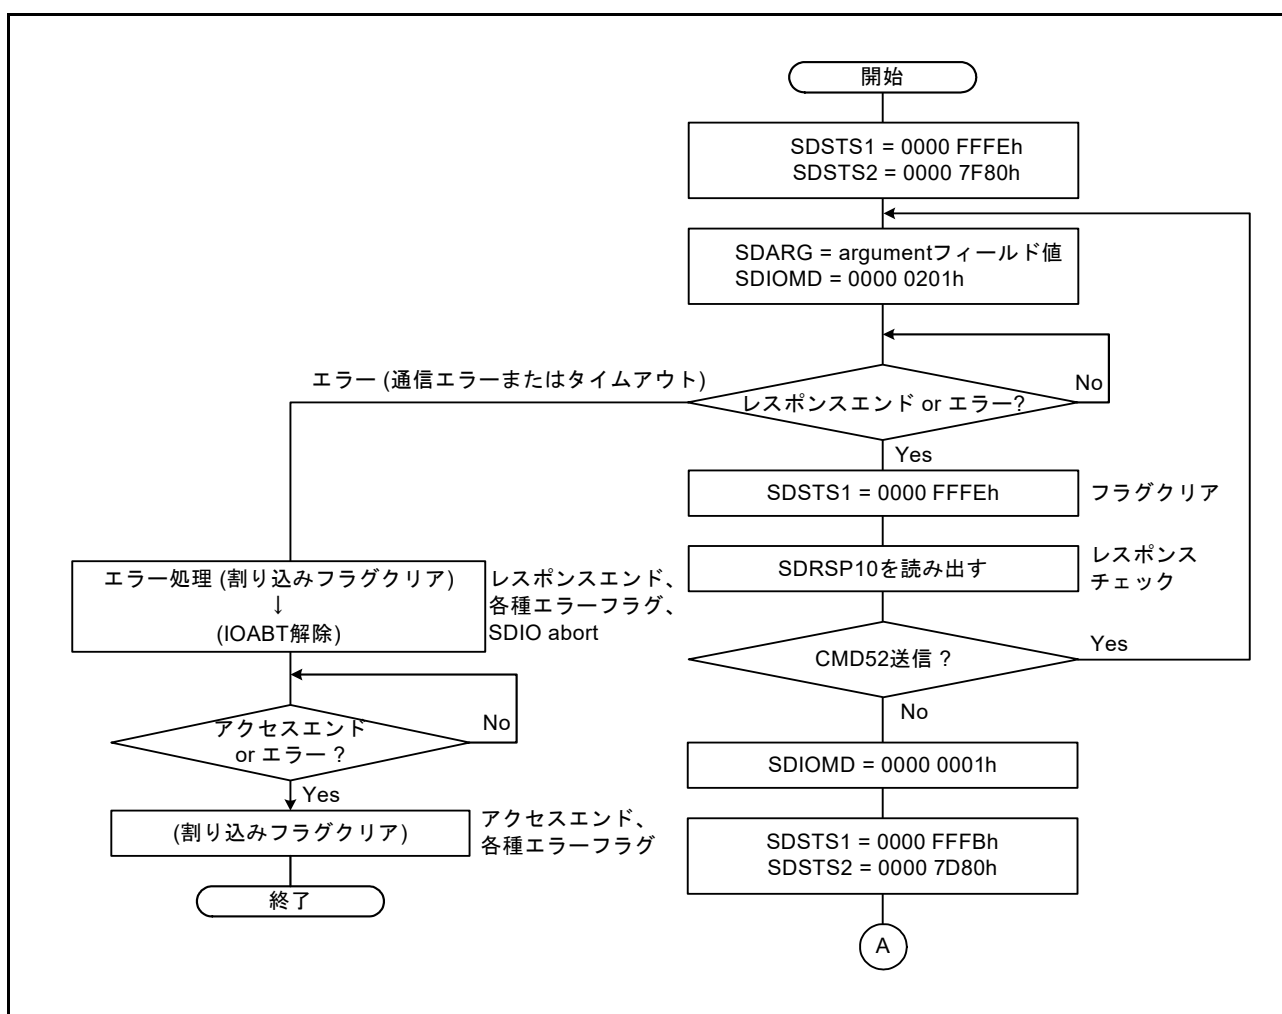 開始
SDSTS1 = 0000 FFFEh
SDSTS2 = 0000 7F80h
SDARG = argumentフィールド値
SDIOMD = 0000 0201h
エラー (通信エラーまたはタイムアウト)
レスポンスエンド or エラー?
No
Yes
SDSTS1 = 0000 FFFEh
フラグクリア
SDRSP10を読み出す
レスポンス
チェック
CMD52送信 ?
Yes
No
SDIOMD = 0000 0001h
SDSTS1 = 0000 FFFBh
SDSTS2 = 0000 7D80h
A
エラー処理 (割り込みフラグクリア)
↓
(IOABT解除)
レスポンスエンド、
各種エラーフラグ、
SDIO abort
アクセスエンド
or エラー ?
No
Yes
(割り込みフラグクリア)
アクセスエンド、
各種エラーフラグ
終了